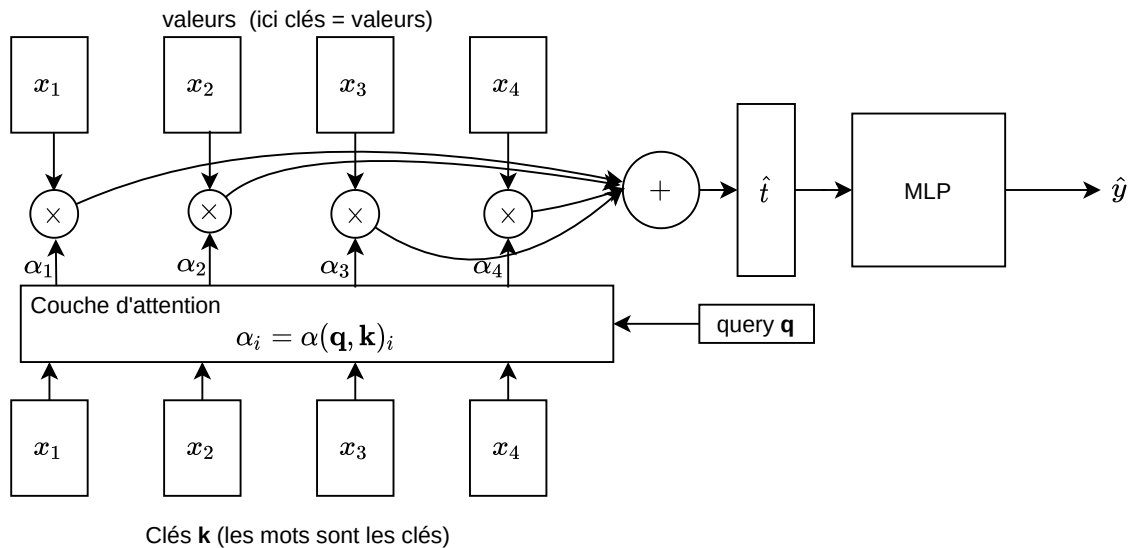 valeurs (ici clés = valeurs)
x₁ x₂ x₃ x₄
× × × × + t̂ MLP ŷ
α₁ α₂ α₃ α₄
Couche d'attention
αᵢ = α(q, k)ᵢ
query q
x₁ x₂ x₃ x₄
Clés k (les mots sont les clés)